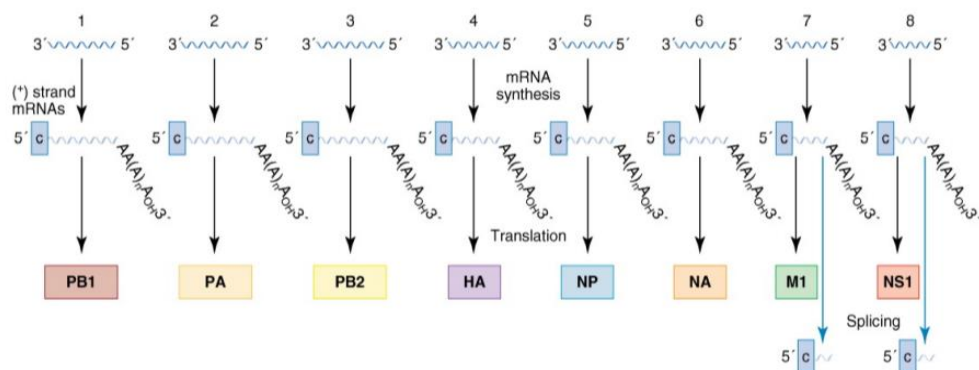 1 2 3 4 5 6 7 8
3´ 5´ 3´ 5´ 3´ 5´ 3´ 5´ 3´ 5´ 3´ 5´ 3´ 5´ 3´ 5´
(+) strand
mRNAs
mRNA
synthesis
5´ C 5´ C 5´ C 5´ C 5´ C 5´ C 5´ C 5´ C
AA(A)nAOH3´ AA(A)nAOH3´ AA(A)nAOH3´ AA(A)nAOH3´ AA(A)nAOH3´ AA(A)nAOH3´ AA(A)nAOH3´ AA(A)nAOH3´
Translation
PB1 PA PB2 HA NP NA M1 NS1
Splicing
5´ C 5´ C